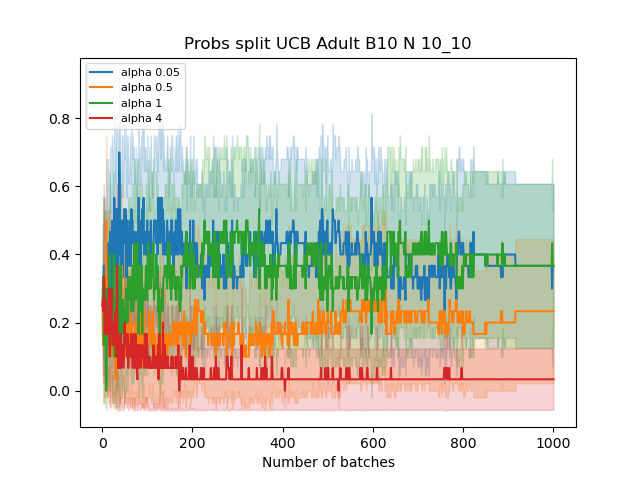 Probs split UCB Adult B10 N 10_10
alpha 0.05
alpha 0.5
alpha 1
alpha 4
0.8
0.6
0.4
0.2
0.0
0 200 400 600 800 1000
Number of batches